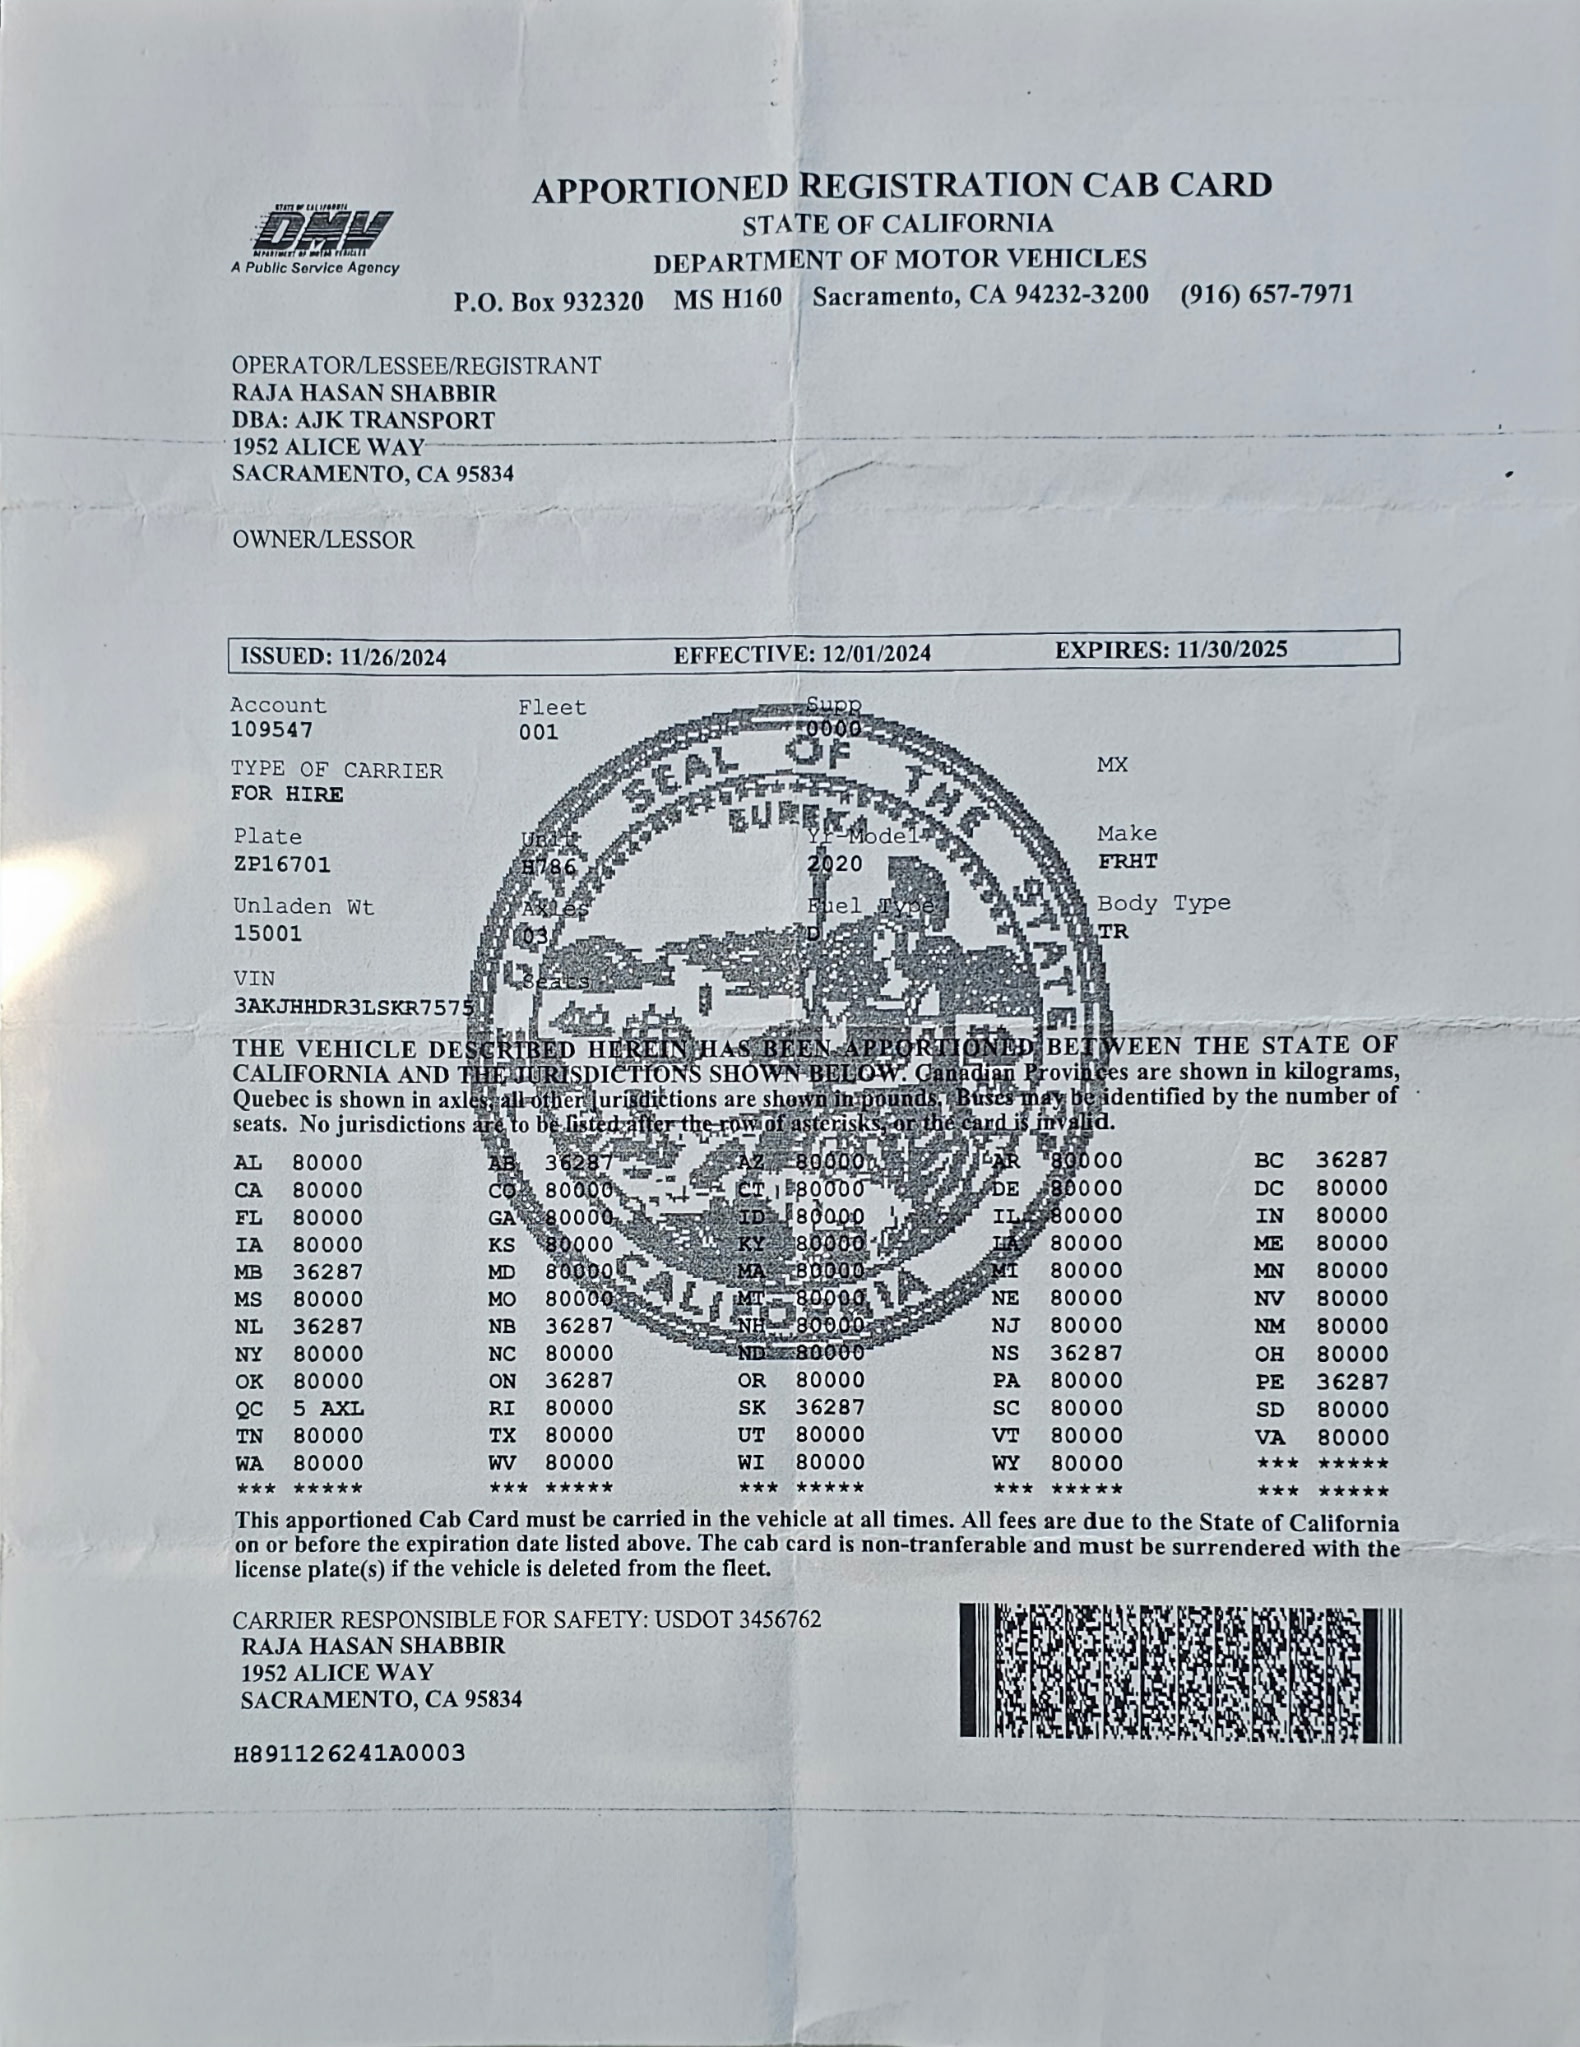 STATE OF CALIFORNIA
DMV
DEPARTMENT OF MOTOR VEHICLES
A Public Service Agency
APPORTIONED REGISTRATION CAB CARD
STATE OF CALIFORNIA
DEPARTMENT OF MOTOR VEHICLES
P.O. Box 932320 MS H160 Sacramento, CA 94232-3200 (916) 657-7971
OPERATOR/LESSEE/REGISTRANT
RAJA HASAN SHABBIR
DBA: AJK TRANSPORT
1952 ALICE WAY
SACRAMENTO, CA 95834
OWNER/LESSOR
ISSUED: 11/26/2024 EFFECTIVE: 12/01/2024 EXPIRES: 11/30/2025
Account Fleet Supp
109547 001 0000
SEAL OF THE STATE
EUREKA
CALIFORNIA
TYPE OF CARRIER MX
FOR HIRE
Plate Unit Yr-Model Make
ZP16701 H786 2020 FRHT
Unladen Wt Axles Fuel Type Body Type
15001 03 D TR
VIN Seats
3AKJHHDR3LSKR7575
THE VEHICLE DESCRIBED HEREIN HAS BEEN APPORTIONED BETWEEN THE STATE OF
CALIFORNIA AND THE JURISDICTIONS SHOWN BELOW. Canadian Provinces are shown in kilograms,
Quebec is shown in axles, all other jurisdictions are shown in pounds. Buses may be identified by the number of
seats. No jurisdictions are to be listed after the row of asterisks, or the card is invalid.
AL 80000 AB 36287 AZ 80000 AR 80000 BC 36287
CA 80000 CO 80000 CT 80000 DE 80000 DC 80000
FL 80000 GA 80000 ID 80000 IL 80000 IN 80000
IA 80000 KS 80000 KY 80000 LA 80000 ME 80000
MB 36287 MD 80000 MA 80000 MI 80000 MN 80000
MS 80000 MO 80000 MT 80000 NE 80000 NV 80000
NL 36287 NB 36287 NH 80000 NJ 80000 NM 80000
NY 80000 NC 80000 ND 80000 NS 36287 OH 80000
OK 80000 ON 36287 OR 80000 PA 80000 PE 36287
QC 5 AXL RI 80000 SK 36287 SC 80000 SD 80000
TN 80000 TX 80000 UT 80000 VT 80000 VA 80000
WA 80000 WV 80000 WI 80000 WY 80000 *** *****
*** ***** *** ***** *** ***** *** ***** *** *****
This apportioned Cab Card must be carried in the vehicle at all times. All fees are due to the State of California
on or before the expiration date listed above. The cab card is non-tranferable and must be surrendered with the
license plate(s) if the vehicle is deleted from the fleet.
CARRIER RESPONSIBLE FOR SAFETY: USDOT 3456762
RAJA HASAN SHABBIR
1952 ALICE WAY
SACRAMENTO, CA 95834
H891126241A0003